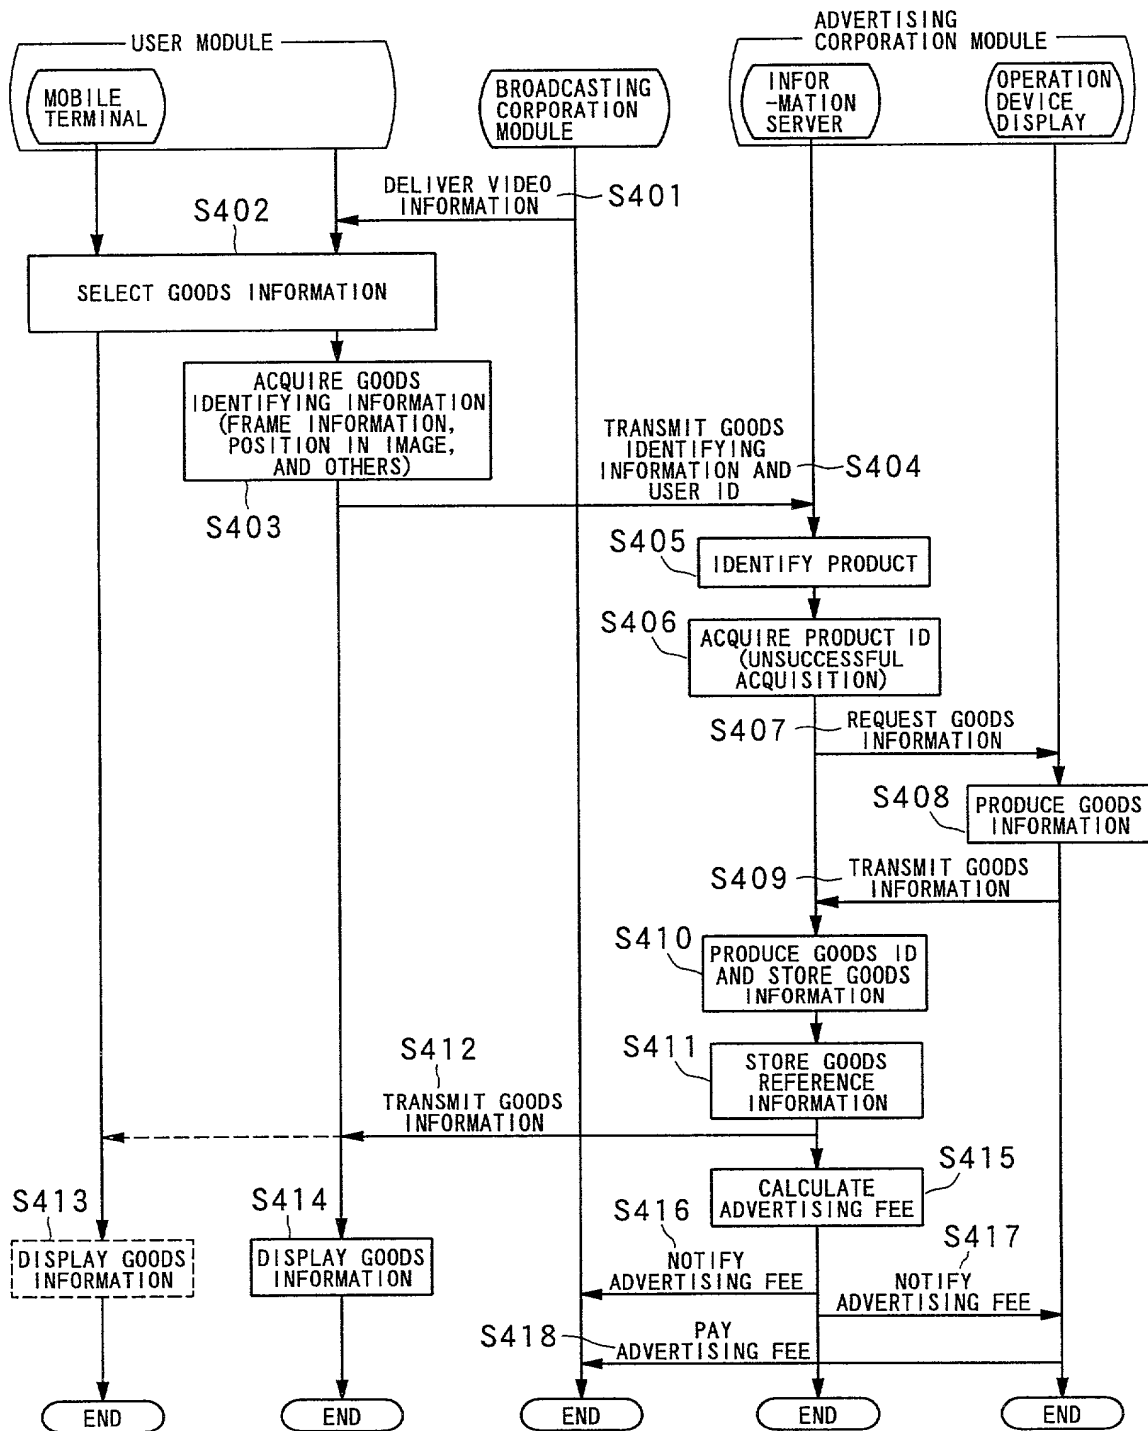 USER MODULE
ADVERTISING
CORPORATION MODULE
MOBILE
TERMINAL
BROADCASTING
CORPORATION
MODULE
INFOR
-MATION
SERVER
OPERATION
DEVICE
DISPLAY
DELIVER VIDEO
INFORMATION
S401
S402
SELECT GOODS INFORMATION
ACQUIRE GOODS
IDENTIFYING INFORMATION
(FRAME INFORMATION,
POSITION IN IMAGE,
AND OTHERS)
S403
TRANSMIT GOODS
IDENTIFYING
INFORMATION AND
USER ID
S404
S405
IDENTIFY PRODUCT
S406
ACQUIRE PRODUCT ID
(UNSUCCESSFUL
ACQUISITION)
S407
REQUEST GOODS
INFORMATION
S408
PRODUCE GOODS
INFORMATION
S409
TRANSMIT GOODS
INFORMATION
S410
PRODUCE GOODS ID
AND STORE GOODS
INFORMATION
S411
STORE GOODS
REFERENCE
INFORMATION
S412
TRANSMIT GOODS
INFORMATION
S413
DISPLAY GOODS
INFORMATION
S414
DISPLAY GOODS
INFORMATION
S415
CALCULATE
ADVERTISING FEE
S416
NOTIFY
ADVERTISING FEE
S417
NOTIFY
ADVERTISING FEE
S418
PAY
ADVERTISING FEE
END
END
END
END
END